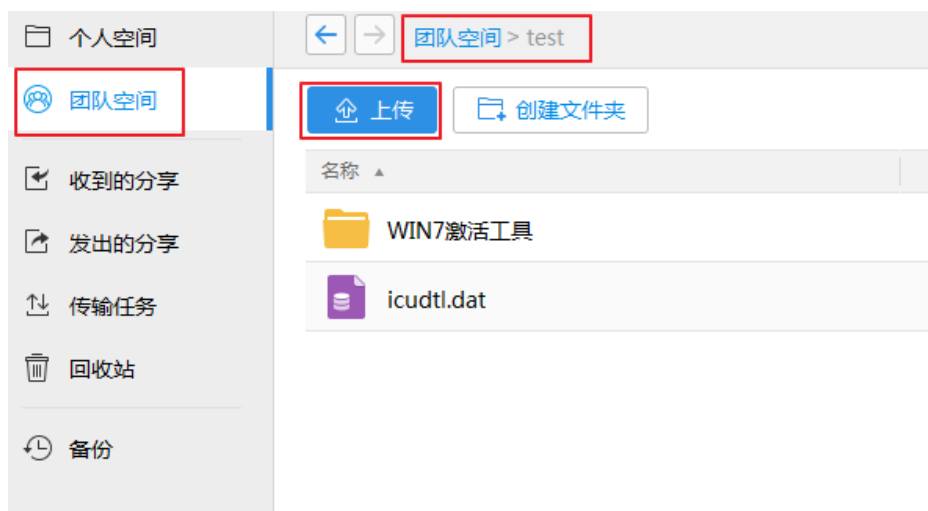 个人空间
团队空间
收到的分享
发出的分享
传输任务
回收站
备份
团队空间 > test
上传
创建文件夹
名称
WIN7激活工具
icudtl.dat